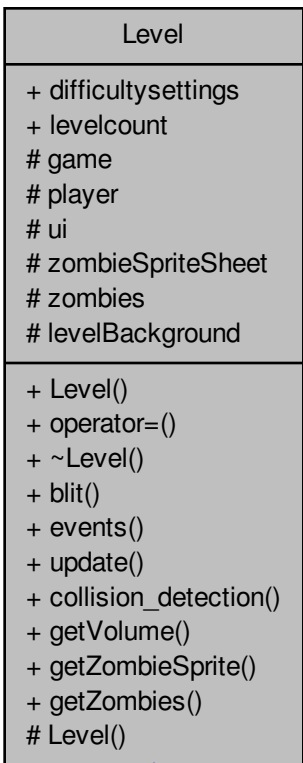 Level
+ difficultysettings
+ levelcount
# game
# player
# ui
# zombieSpriteSheet
# zombies
# levelBackground
+ Level()
+ operator=()
+ ~Level()
+ blit()
+ events()
+ update()
+ collision_detection()
+ getVolume()
+ getZombieSprite()
+ getZombies()
# Level()